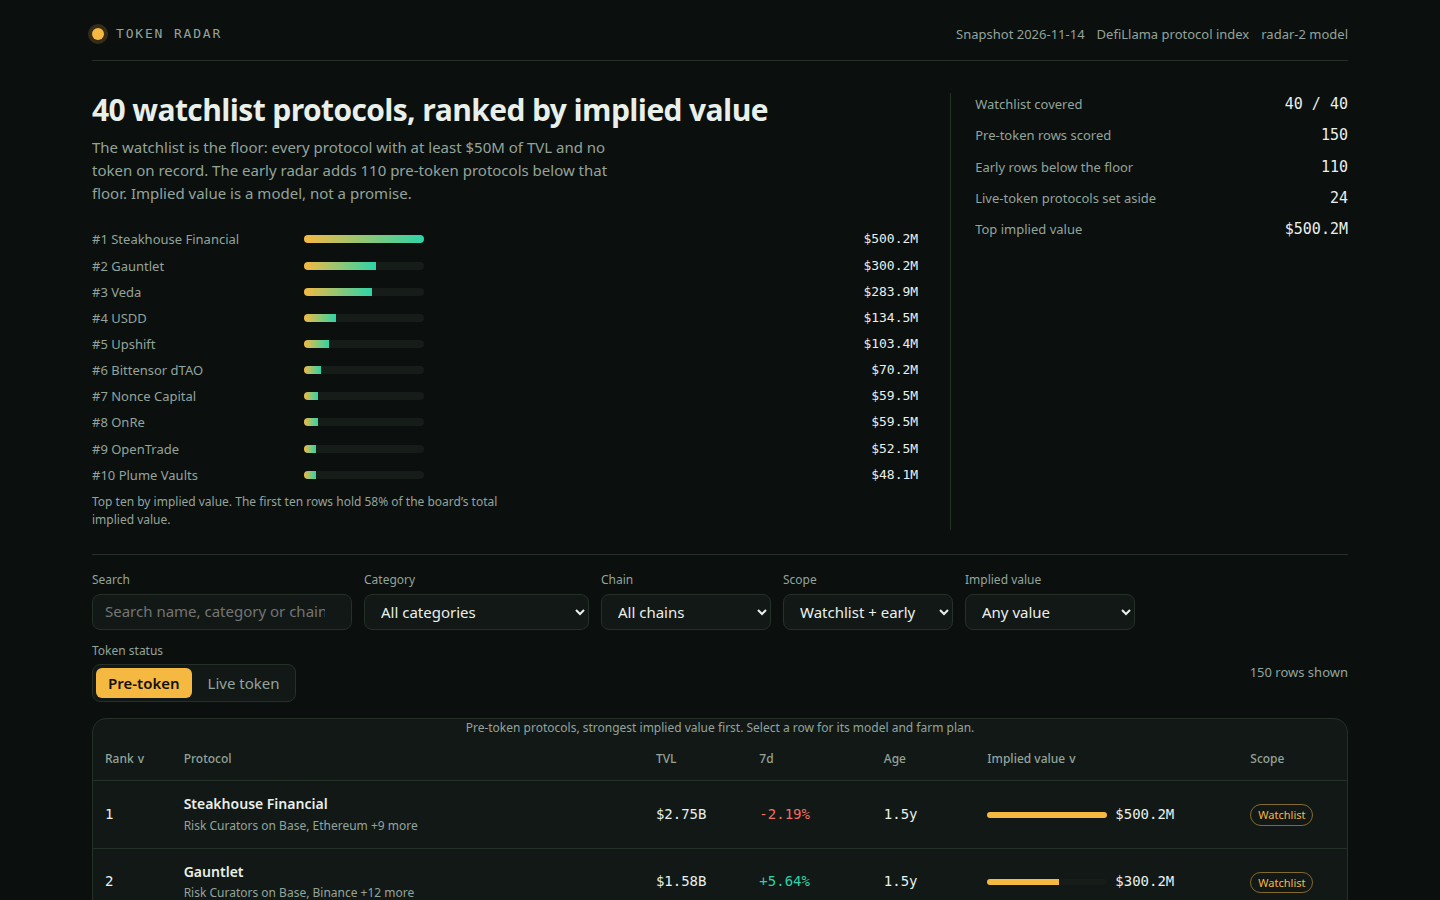 TOKEN RADAR
Snapshot 2026-11-14 DefiLlama protocol index radar-2 model
40 watchlist protocols, ranked by implied value
The watchlist is the floor: every protocol with at least $50M of TVL and no
token on record. The early radar adds 110 pre-token protocols below that
floor. Implied value is a model, not a promise.
#1 Steakhouse Financial $500.2M
#2 Gauntlet $300.2M
#3 Veda $283.9M
#4 USDD $134.5M
#5 Upshift $103.4M
#6 Bittensor dTAO $70.2M
#7 Nonce Capital $59.5M
#8 OnRe $59.5M
#9 OpenTrade $52.5M
#10 Plume Vaults $48.1M
Top ten by implied value. The first ten rows hold 58% of the board’s total
implied value.
Watchlist covered 40 / 40
Pre-token rows scored 150
Early rows below the floor 110
Live-token protocols set aside 24
Top implied value $500.2M
Search Category Chain Scope Implied value
Search name, category or chain All categories All chains Watchlist + early Any value
Token status
Pre-token Live token
150 rows shown
Pre-token protocols, strongest implied value first. Select a row for its model and farm plan.
Rank v Protocol TVL 7d Age Implied value v Scope
1 Steakhouse Financial $2.75B -2.19% 1.5y $500.2M Watchlist
Risk Curators on Base, Ethereum +9 more
2 Gauntlet $1.58B +5.64% 1.5y $300.2M Watchlist
Risk Curators on Base, Binance +12 more